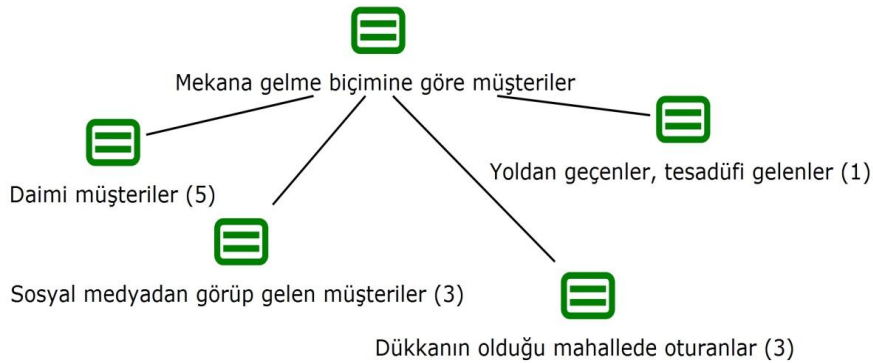 Mekana gelme biçimine göre müşteriler
Yoldan geçenler, tesadüfi gelenler (1)
Daimi müşteriler (5)
Sosyal medyadan görüp gelen müşteriler (3)
Dükkanın olduğu mahallede oturanlar (3)